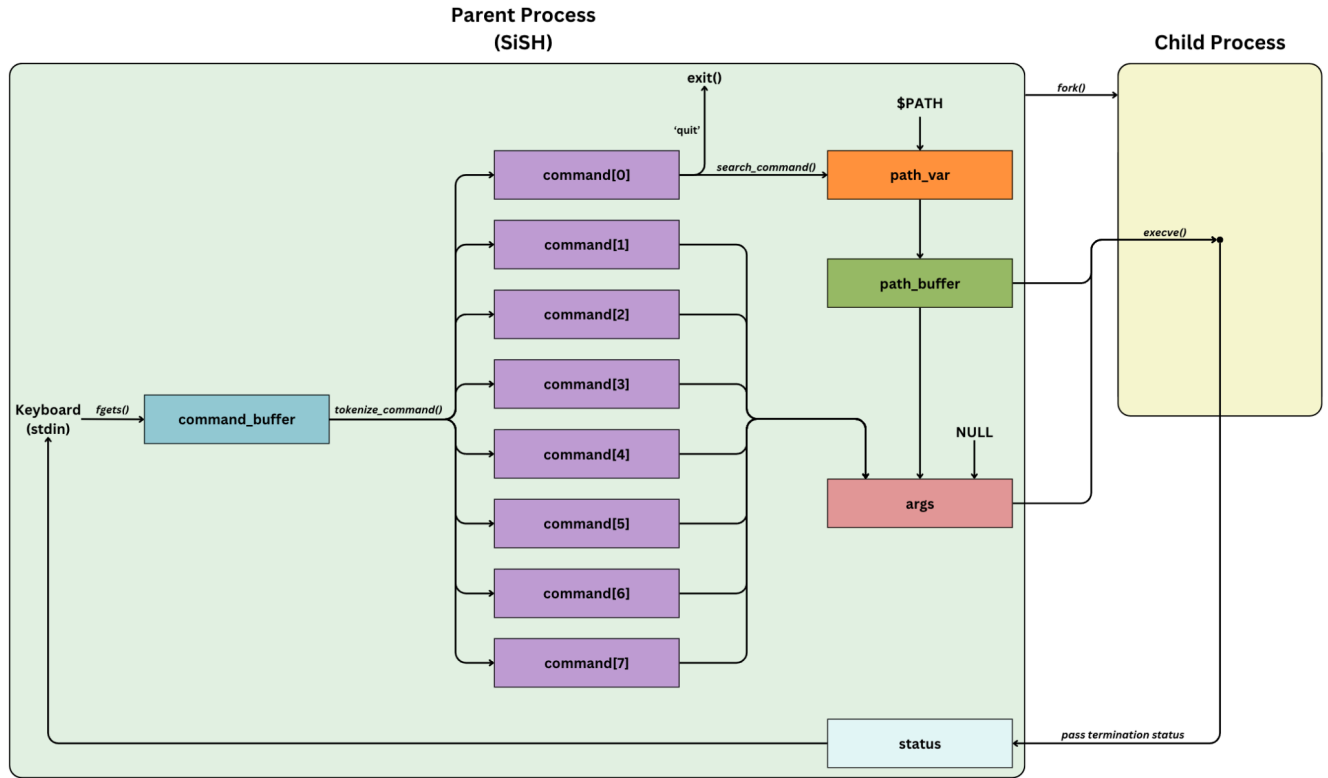 Parent Process
(SiSH)
Child Process
exit()
fork()
$PATH
‘quit’
search_command()
command[0]
path_var
command[1]
execve()
path_buffer
command[2]
command[3]
Keyboard
(stdin)
fgets()
command_buffer
tokenize_command()
NULL
command[4]
args
command[5]
command[6]
command[7]
status
pass termination status